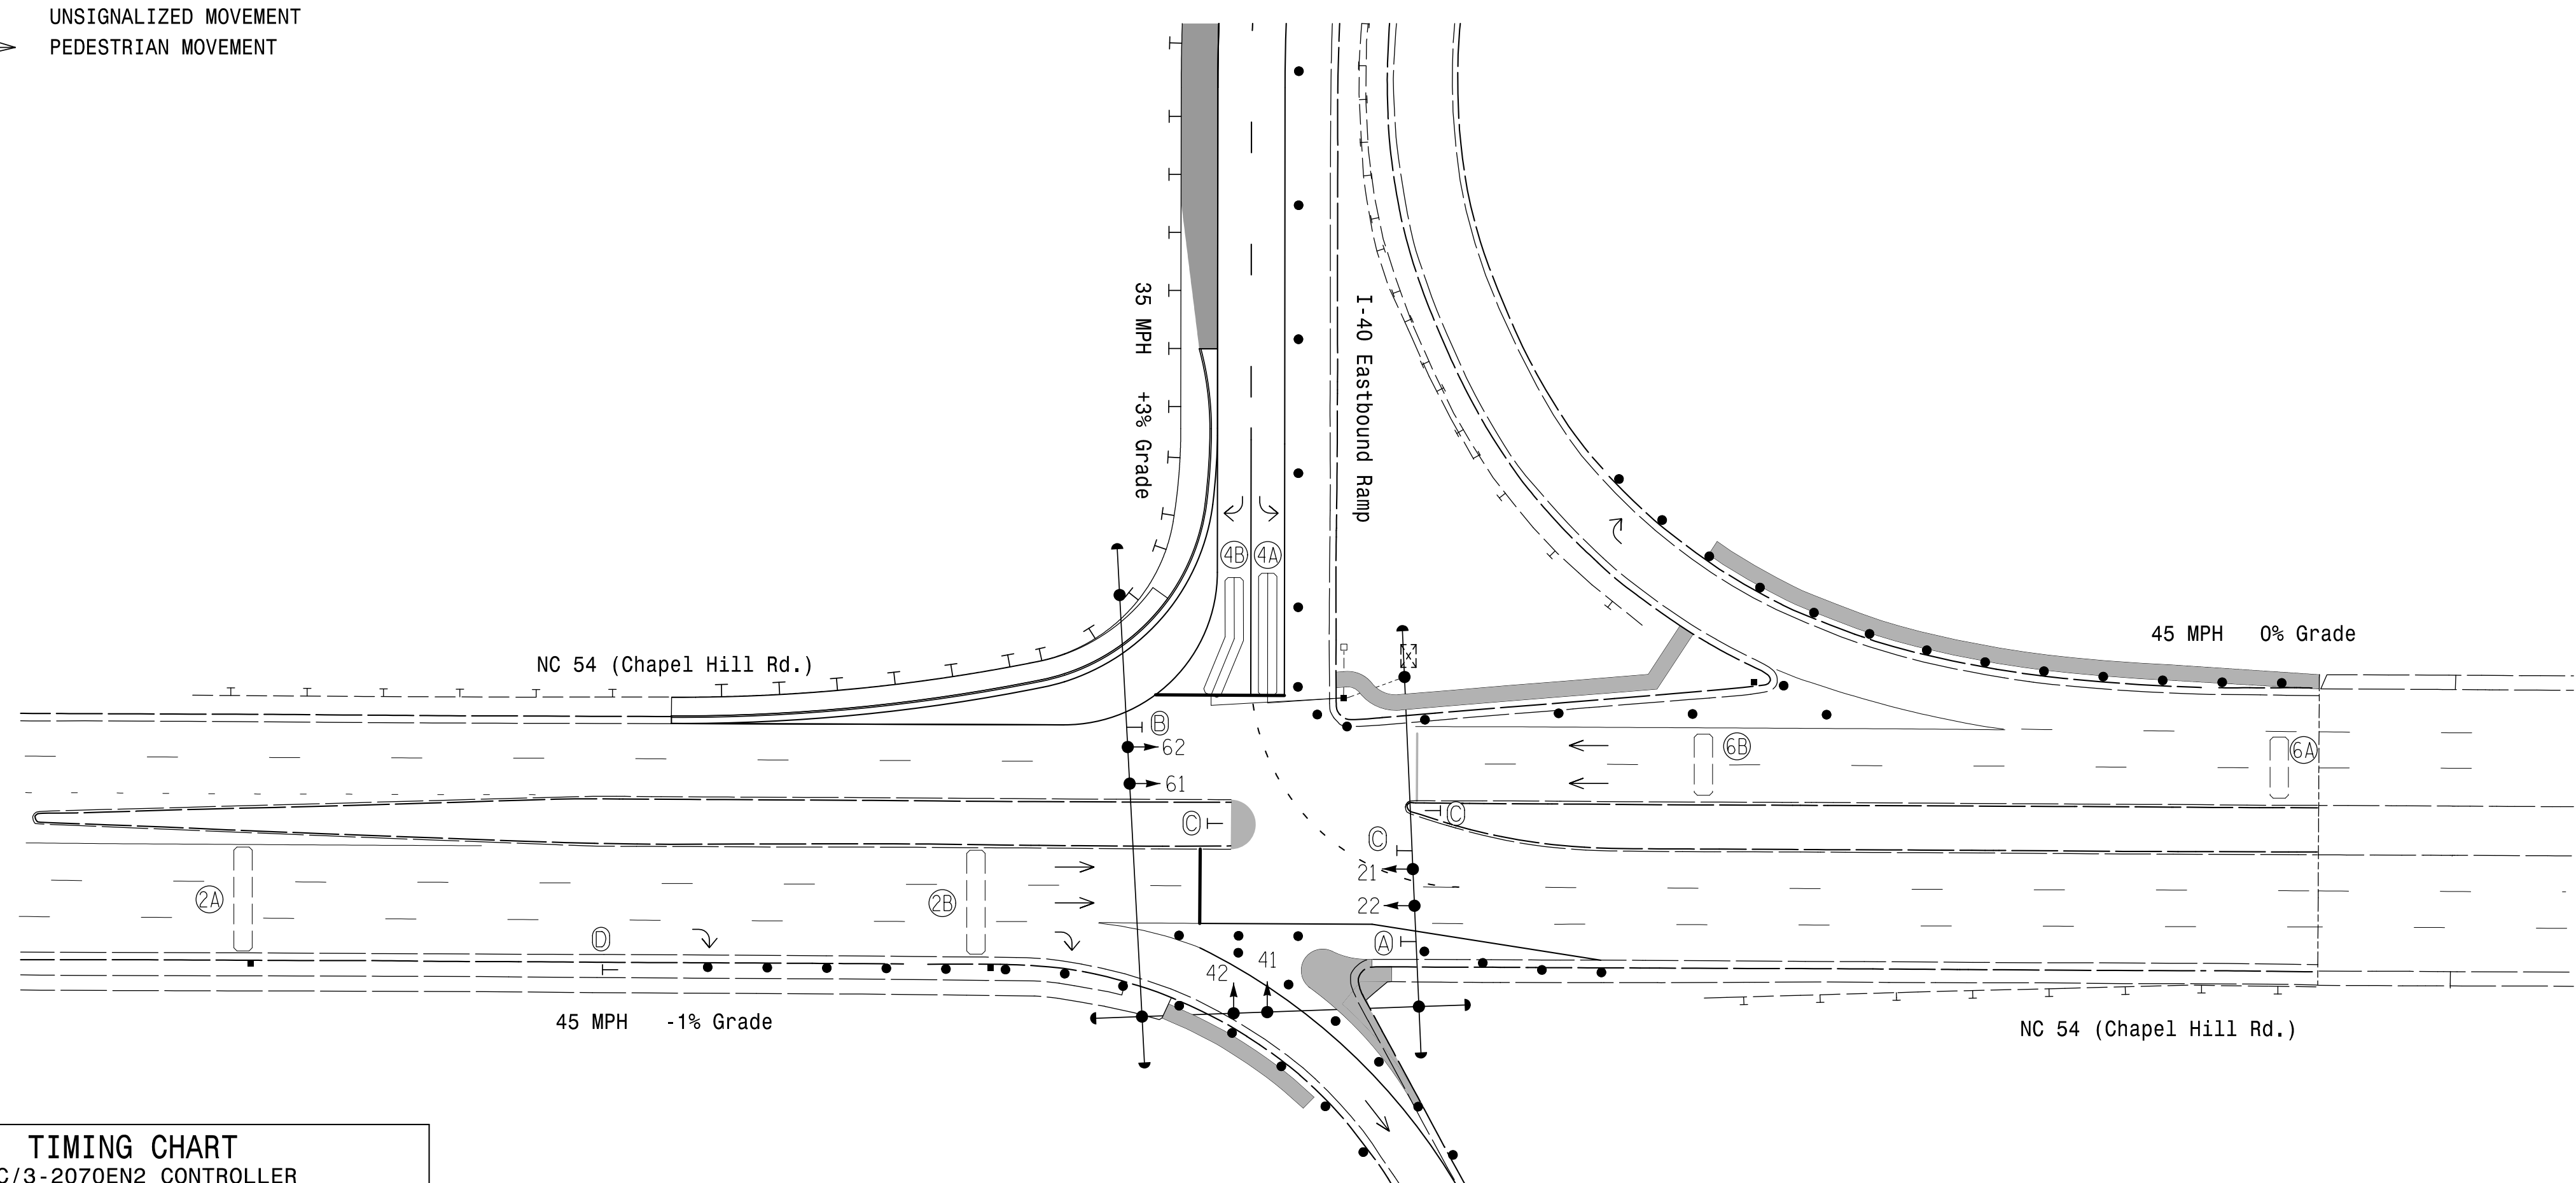 UNSIGNALIZED MOVEMENT
PEDESTRIAN MOVEMENT
35 MPH +3% Grade
I-40 Eastbound Ramp
4B
4A
45 MPH 0% Grade
NC 54 (Chapel Hill Rd.)
B
62
61
6B
6A
C
C
C
21
22
2A
2B
D
A
42
41
45 MPH -1% Grade
NC 54 (Chapel Hill Rd.)
TIMING CHART
C/3-2070EN2 CONTROLLER